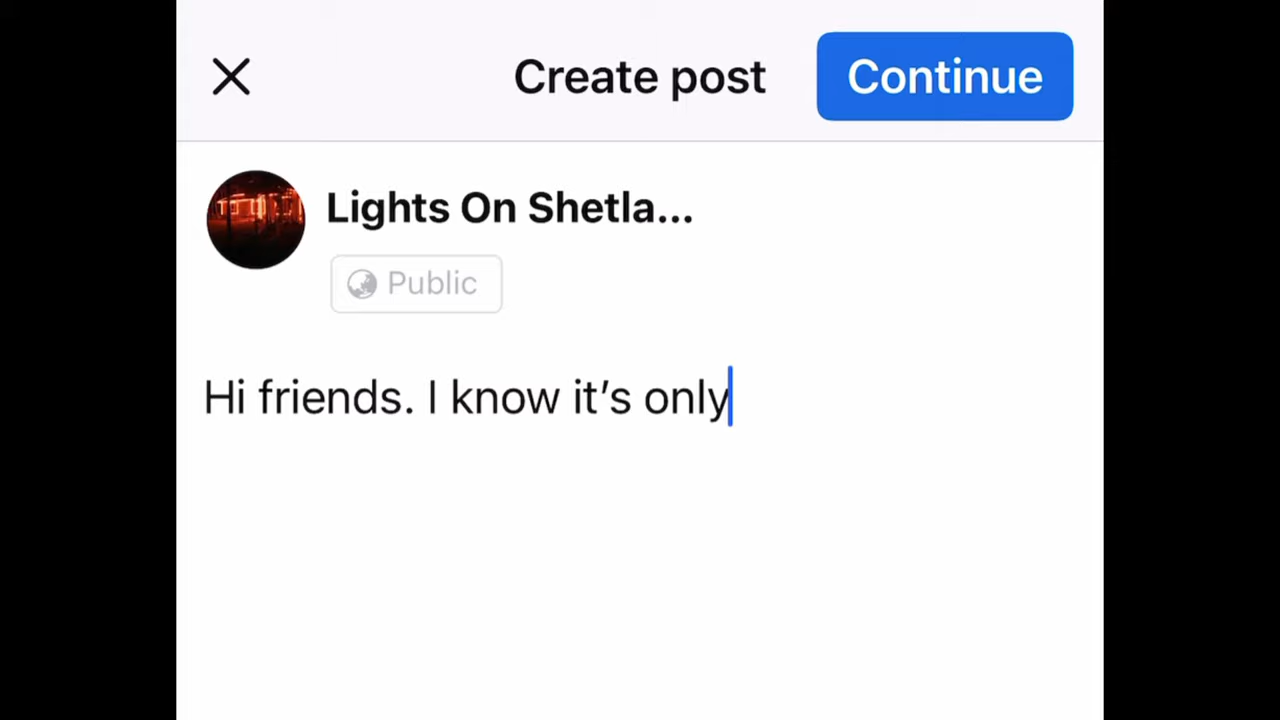 Create post
Continue
Lights On Shetla...
Public
Hi friends. I know it’s only